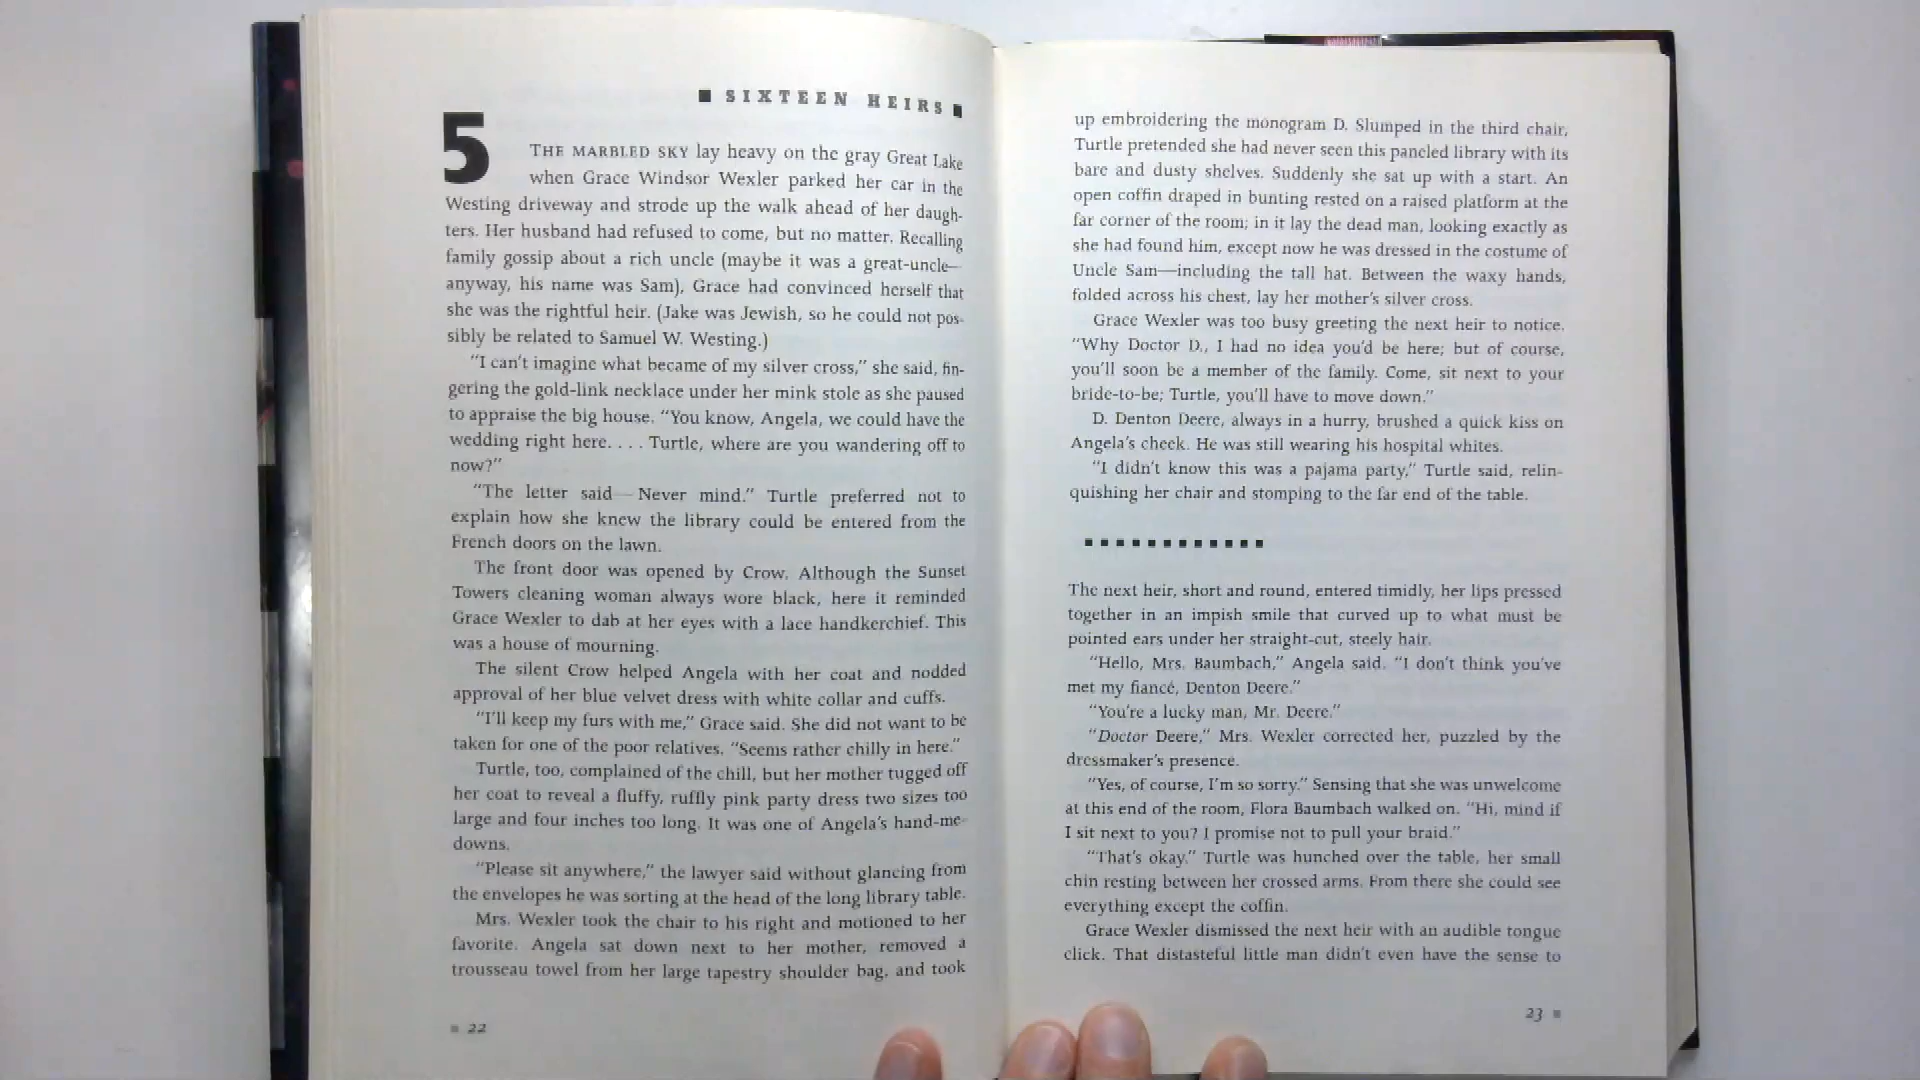 SIXTEEN HEIRS
5
THE MARBLED SKY lay heavy on the gray Great Lake
when Grace Windsor Wexler parked her car in the
Westing driveway and strode up the walk ahead of her daugh-
ters. Her husband had refused to come, but no matter. Recalling
family gossip about a rich uncle (maybe it was a great-uncle—
anyway, his name was Sam), Grace had convinced herself that
she was the rightful heir. (Jake was Jewish, so he could not pos-
sibly be related to Samuel W. Westing.)
"I can't imagine what became of my silver cross," she said, fin-
gering the gold-link necklace under her mink stole as she paused
to appraise the big house. "You know, Angela, we could have the
wedding right here. . . . Turtle, where are you wandering off to
now?"
"The letter said—Never mind." Turtle preferred not to
explain how she knew the library could be entered from the
French doors on the lawn.
The front door was opened by Crow. Although the Sunset
Towers cleaning woman always wore black, here it reminded
Grace Wexler to dab at her eyes with a lace handkerchief. This
was a house of mourning.
The silent Crow helped Angela with her coat and nodded
approval of her blue velvet dress with white collar and cuffs.
"I'll keep my furs with me," Grace said. She did not want to be
taken for one of the poor relatives. "Seems rather chilly in here."
Turtle, too, complained of the chill, but her mother tugged off
her coat to reveal a fluffy, ruffly pink party dress two sizes too
large and four inches too long. It was one of Angela's hand-me-
downs.
"Please sit anywhere," the lawyer said without glancing from
the envelopes he was sorting at the head of the long library table.
Mrs. Wexler took the chair to his right and motioned to her
favorite. Angela sat down next to her mother, removed a
trousseau towel from her large tapestry shoulder bag, and took
22
up embroidering the monogram D. Slumped in the third chair,
Turtle pretended she had never seen this paneled library with its
bare and dusty shelves. Suddenly she sat up with a start. An
open coffin draped in bunting rested on a raised platform at the
far corner of the room; in it lay the dead man, looking exactly as
she had found him, except now he was dressed in the costume of
Uncle Sam—including the tall hat. Between the waxy hands,
folded across his chest, lay her mother's silver cross.
Grace Wexler was too busy greeting the next heir to notice.
"Why Doctor D., I had no idea you'd be here; but of course,
you'll soon be a member of the family. Come, sit next to your
bride-to-be; Turtle, you'll have to move down."
D. Denton Deere, always in a hurry, brushed a quick kiss on
Angela's cheek. He was still wearing his hospital whites.
"I didn't know this was a pajama party," Turtle said, relin-
quishing her chair and stomping to the far end of the table.
The next heir, short and round, entered timidly, her lips pressed
together in an impish smile that curved up to what must be
pointed ears under her straight-cut, steely hair.
"Hello, Mrs. Baumbach," Angela said. "I don't think you've
met my fiancé, Denton Deere."
"You're a lucky man, Mr. Deere."
"Doctor Deere," Mrs. Wexler corrected her, puzzled by the
dressmaker's presence.
"Yes, of course, I'm so sorry." Sensing that she was unwelcome
at this end of the room, Flora Baumbach walked on. "Hi, mind if
I sit next to you? I promise not to pull your braid."
"That's okay." Turtle was hunched over the table, her small
chin resting between her crossed arms. From there she could see
everything except the coffin.
Grace Wexler dismissed the next heir with an audible tongue
click. That distasteful little man didn't even have the sense to
23